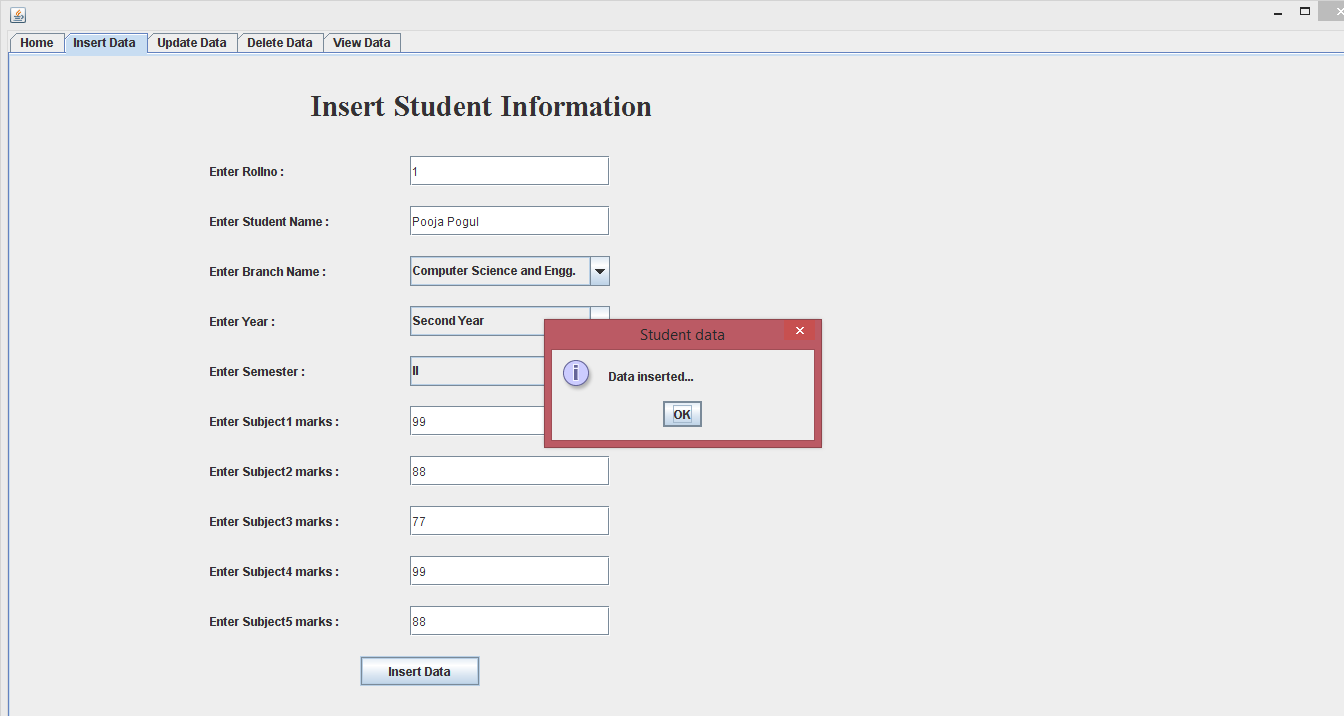 Home Insert Data Update Data Delete Data View Data
Insert Student Information
Enter Rollno : 1
Enter Student Name : Pooja Pogul
Enter Branch Name : Computer Science and Engg.
Enter Year : Second Year
Student data
Enter Semester : II
Data inserted...
OK
Enter Subject1 marks : 99
Enter Subject2 marks : 88
Enter Subject3 marks : 77
Enter Subject4 marks : 99
Enter Subject5 marks : 88
Insert Data